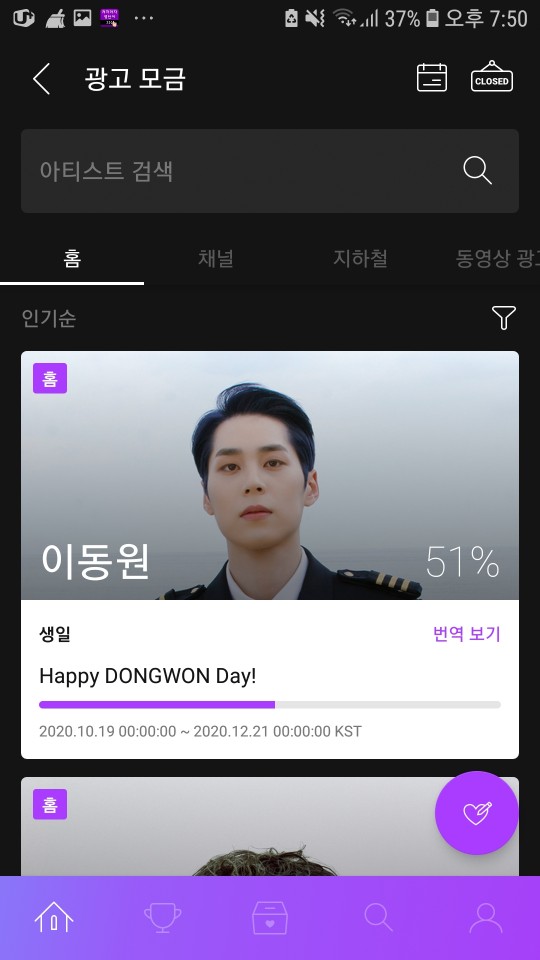 37% 오후 7:50
광고 모금
CLOSED
아티스트 검색
홈 채널 지하철 동영상 광고
인기순
홈
이동원 51%
생일 번역 보기
Happy DONGWON Day!
2020.10.19 00:00:00 ~ 2020.12.21 00:00:00 KST
홈